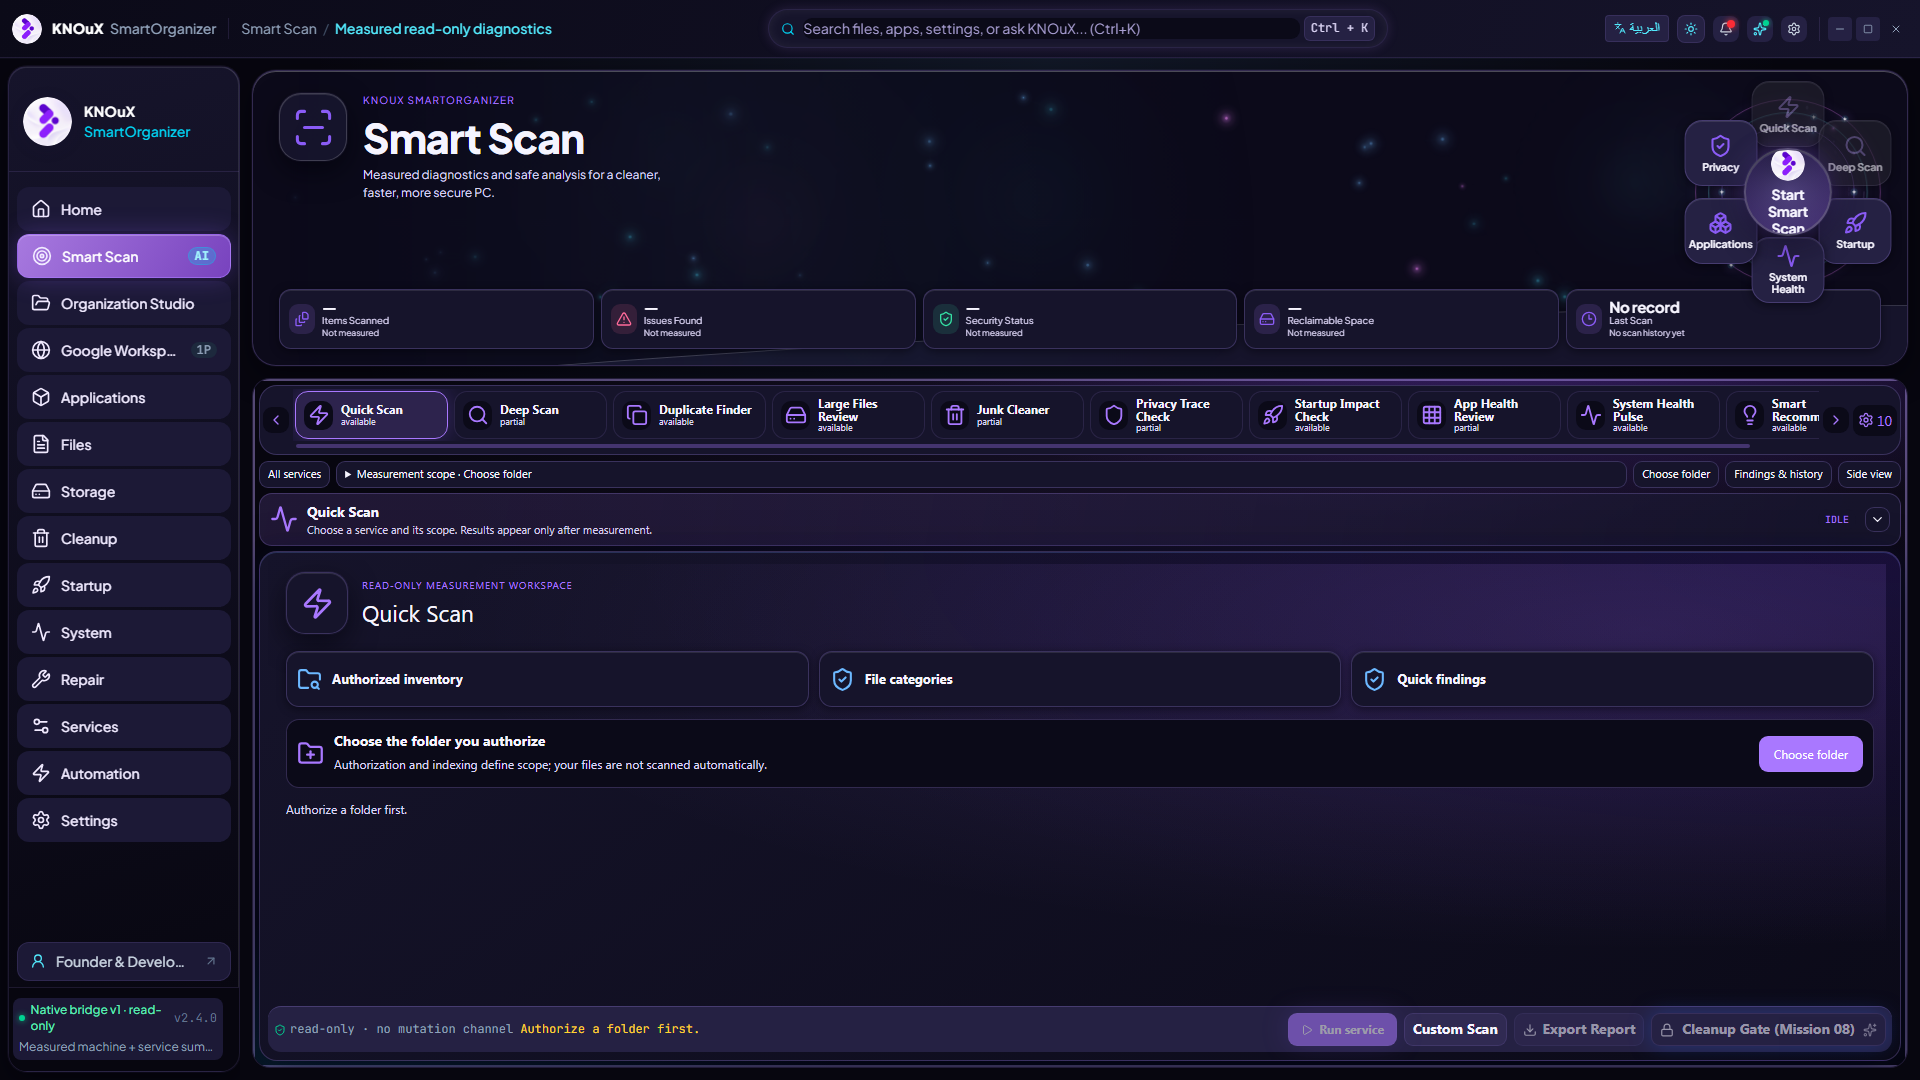 KNOuX SmartOrganizer
Smart Scan / Measured read-only diagnostics
Search files, apps, settings, or ask KNOuX... (Ctrl+K)
Ctrl + K
العربية
KNOuX
SmartOrganizer
Home
Smart Scan AI
Organization Studio
Google Worksp... 1P
Applications
Files
Storage
Cleanup
Startup
System
Repair
Services
Automation
Settings
Founder & Develo...
Native bridge v1 · read-
only
v2.4.0
Measured machine + service sum...
KNOUX SMARTORGANIZER
Smart Scan
Measured diagnostics and safe analysis for a cleaner,
faster, more secure PC.
Quick Scan
Privacy
Deep Scan
Start
Smart
Scan
Applications
Startup
System
Health
—
Items Scanned
Not measured
—
Issues Found
Not measured
—
Security Status
Not measured
—
Reclaimable Space
Not measured
No record
Last Scan
No scan history yet
Quick Scan
available
Deep Scan
partial
Duplicate Finder
available
Large Files
Review
available
Junk Cleaner
partial
Privacy Trace
Check
partial
Startup Impact
Check
available
App Health
Review
partial
System Health
Pulse
available
Smart
Recomm
available
10
All services
Measurement scope · Choose folder
Choose folder
Findings & history
Side view
Quick Scan
Choose a service and its scope. Results appear only after measurement.
IDLE
READ-ONLY MEASUREMENT WORKSPACE
Quick Scan
Authorized inventory
File categories
Quick findings
Choose the folder you authorize
Authorization and indexing define scope; your files are not scanned automatically.
Choose folder
Authorize a folder first.
read-only · no mutation channel Authorize a folder first.
Run service
Custom Scan
Export Report
Cleanup Gate (Mission 08)